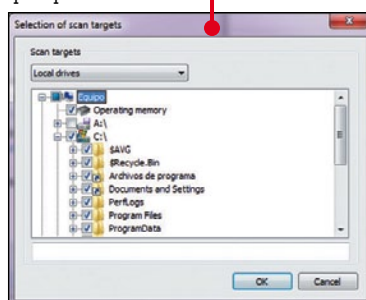 Selection of scan targets
Scan targets
Local drives
Equipo
Operating memory
A:\
C:\
$AVG
$Recycle.Bin
Archivos de programa
Documents and Settings
PerfLogs
Program Files
ProgramData
OK
Cancel